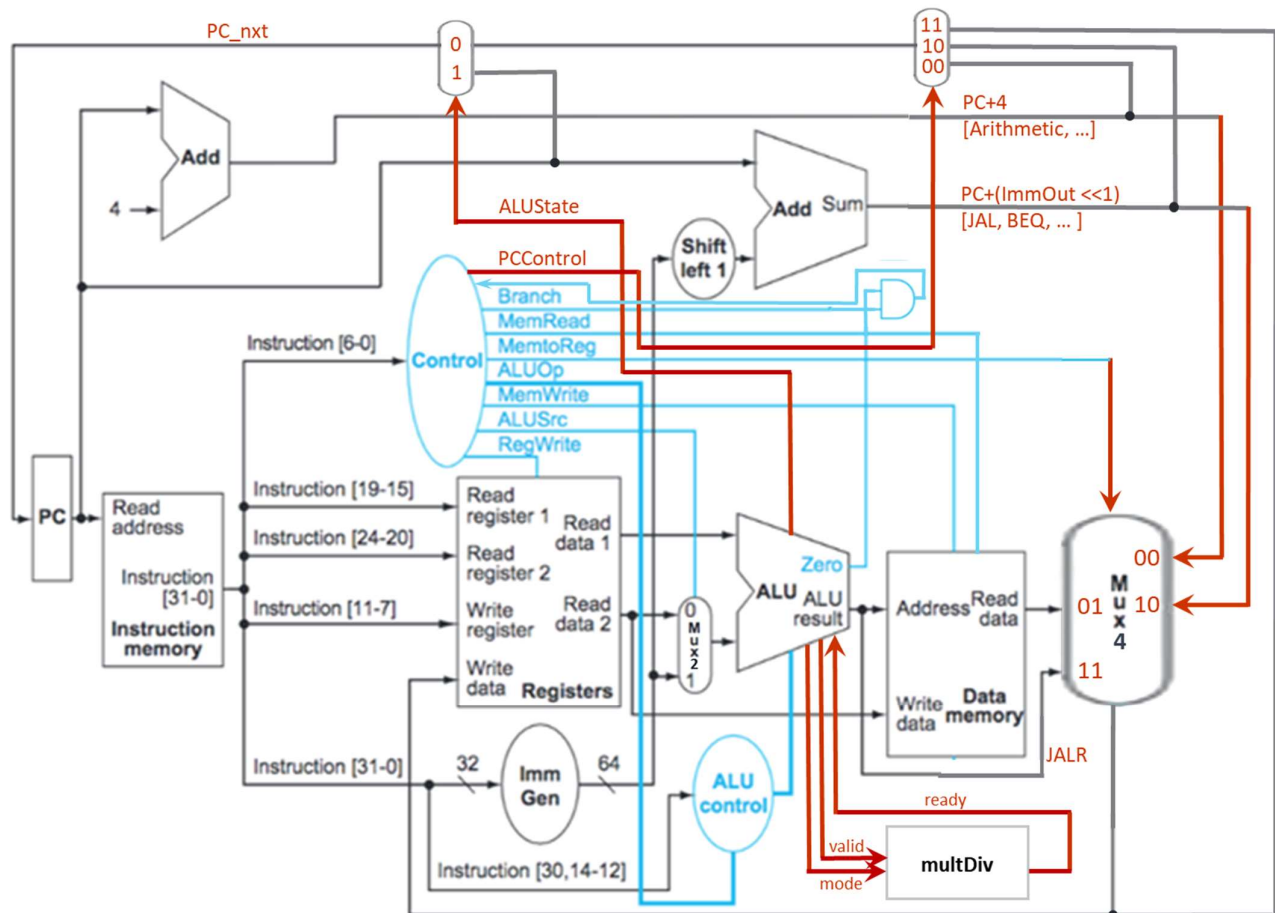 PC_nxt
0
1
11
10
00
PC+4
[Arithmetic, ...]
Add
4
ALUState
Add Sum
PC+(ImmOut <<1)
[JAL, BEQ, ... ]
Shift
left 1
PCControl
Branch
MemRead
MemtoReg
ALUOp
MemWrite
ALUSrc
RegWrite
Control
Instruction [6-0]
PC
Read
address
Instruction
[31-0]
Instruction
memory
Instruction [19-15]
Instruction [24-20]
Instruction [11-7]
Instruction [31-0]
Read
register 1
Read
register 2
Write
register
Write
data
Read
data 1
Read
data 2
Registers
0
M
u
x
2
1
Zero
ALU
ALU
result
Address
Read
data
Write
data
Data
memory
00
01
10
11
M
u
x
4
JALR
32
Imm
Gen
64
ALU
control
Instruction [30,14-12]
ready
valid
mode
multDiv